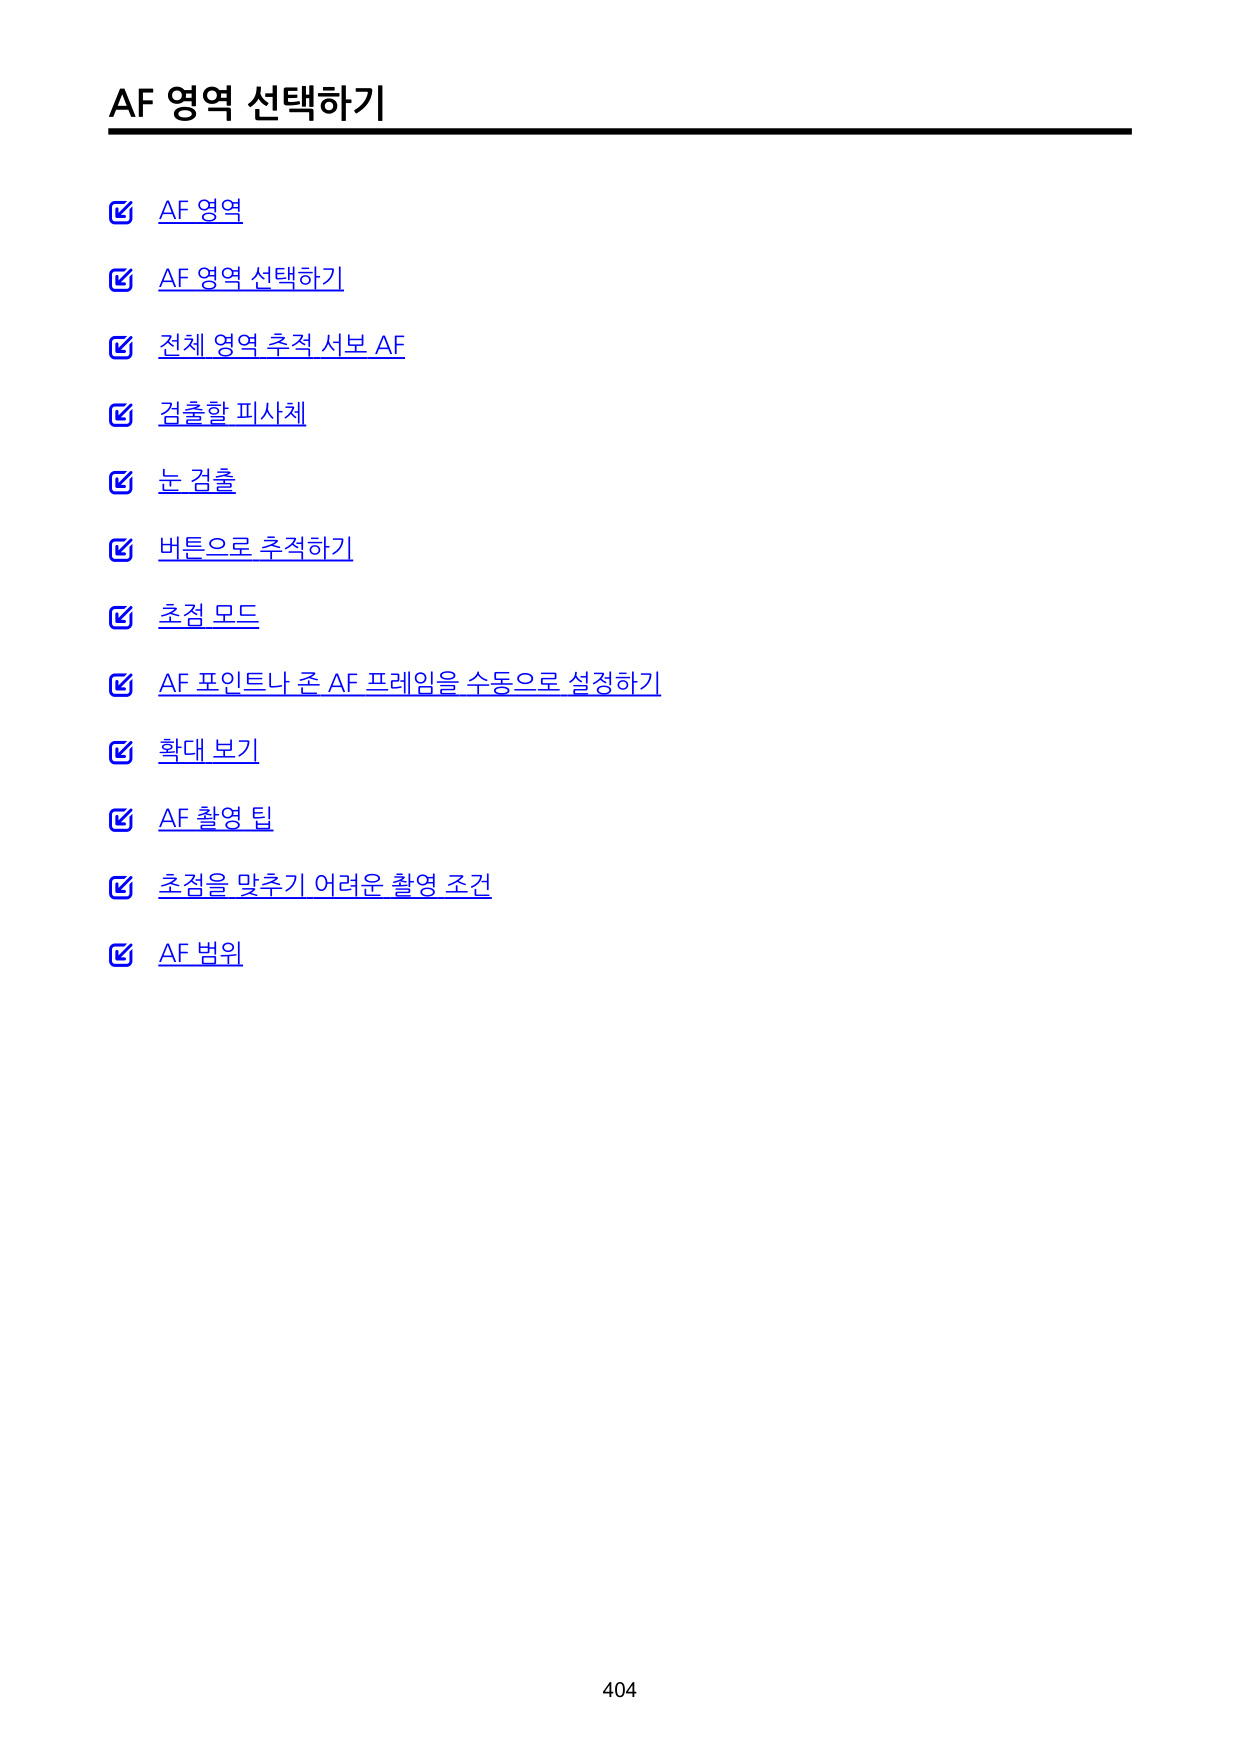 AF 영역 선택하기
AF 영역
AF 영역 선택하기
전체 영역 추적 서보 AF
검출할 피사체
눈 검출
버튼으로 추적하기
초점 모드
AF 포인트나 존 AF 프레임을 수동으로 설정하기
확대 보기
AF 촬영 팁
초점을 맞추기 어려운 촬영 조건
AF 범위
404